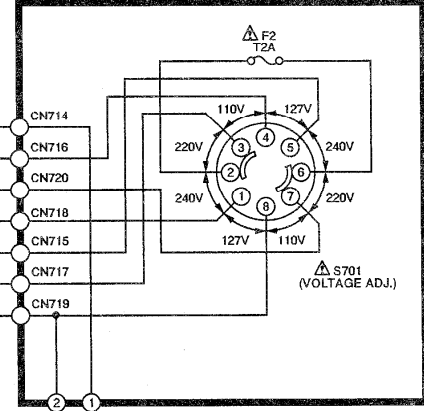 F2
T2A
110V
127V
CN714
4
3
5
CN716
220V
240V
2
6
CN720
1
7
240V
220V
8
CN718
127V
110V
CN715
S701
(VOLTAGE ADJ.)
CN717
CN719
2
1